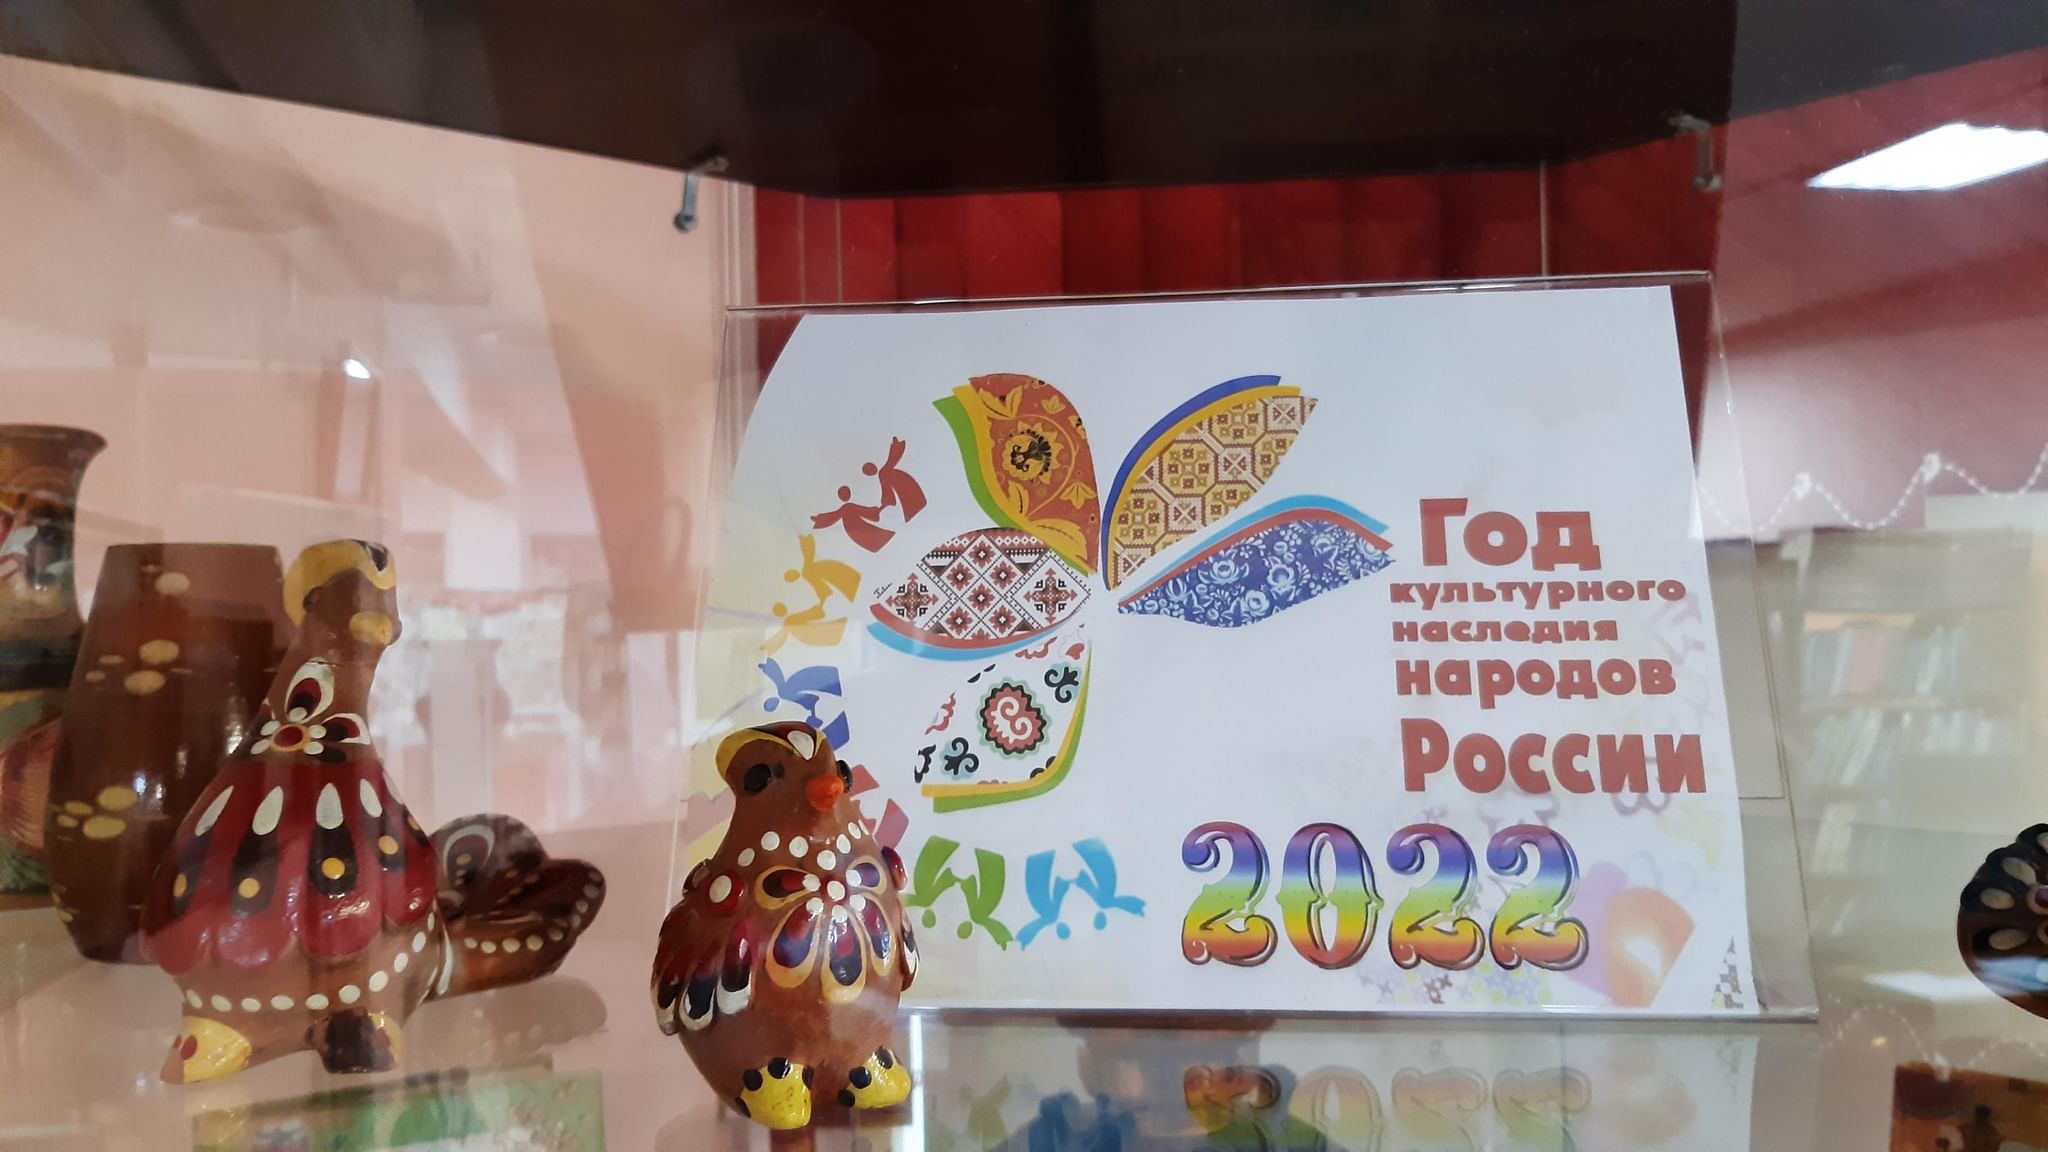 Год
культурного
наследия
народов
России
2022